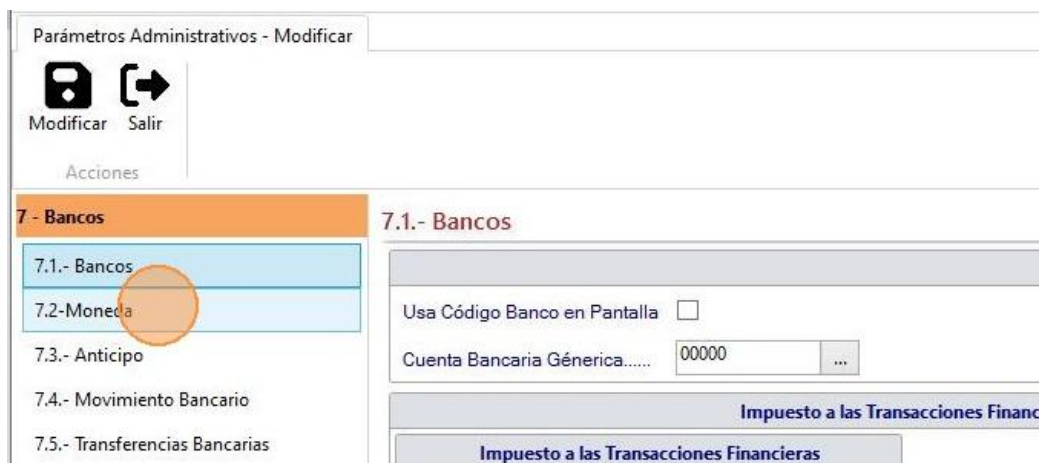 Parámetros Administrativos - Modificar
Modificar Salir
Acciones
7 - Bancos
7.1.- Bancos
7.2-Moneda
7.3.- Anticipo
7.4.- Movimiento Bancario
7.5.- Transferencias Bancarias
7.1.- Bancos
Usa Código Banco en Pantalla
Cuenta Bancaria Génerica...... 00000 ...
Impuesto a las Transacciones Financ
Impuesto a las Transacciones Financieras